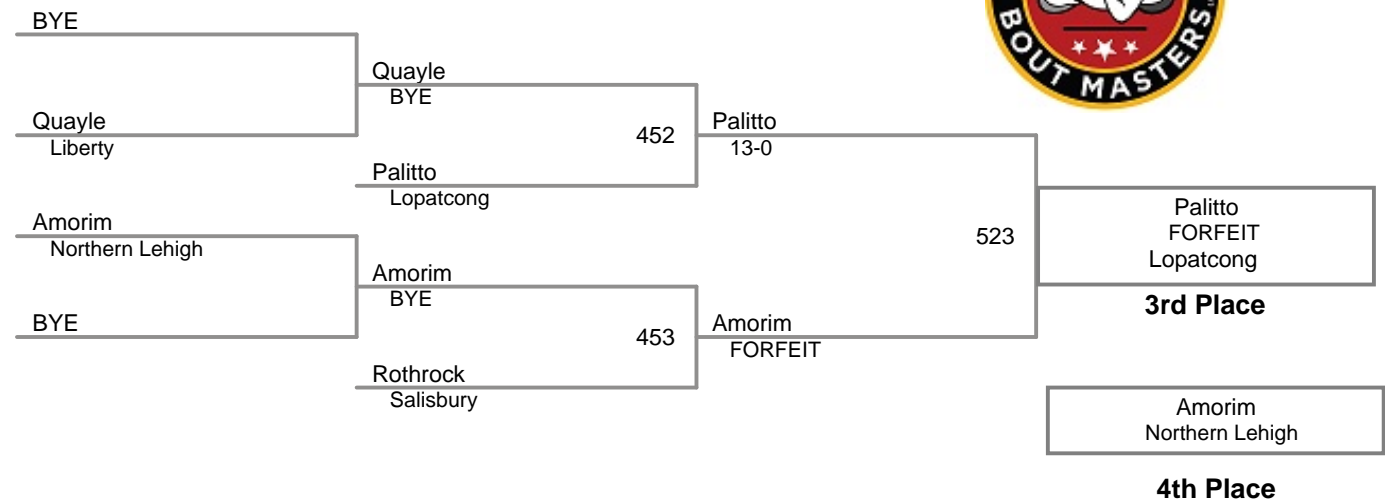 BYE
Quayle
Liberty
Amorim
Northern Lehigh
BYE
Quayle
BYE
Palitto
Lopatcong
Amorim
BYE
Rothrock
Salisbury
452
453
Palitto
13-0
Amorim
FORFEIT
523
Palitto
FORFEIT
Lopatcong
3rd Place
Amorim
Northern Lehigh
4th Place
BOUT MASTERS